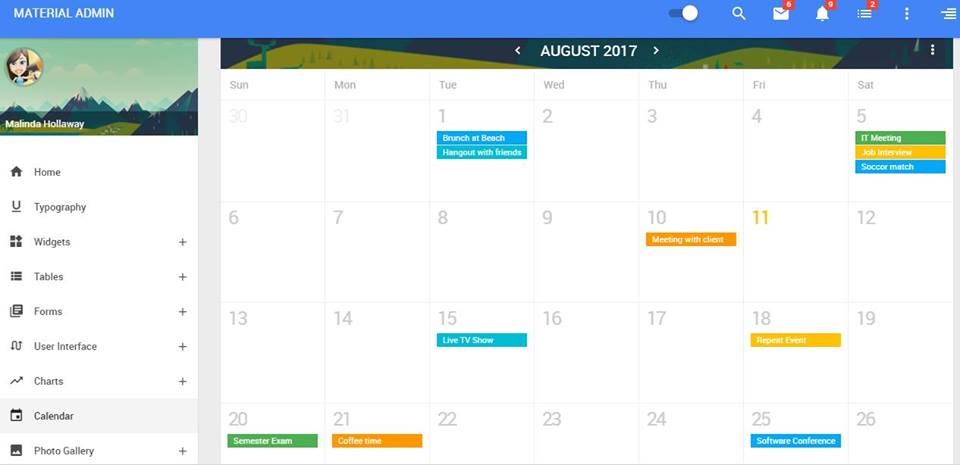 MATERIAL ADMIN
6
9
2
Malinda Hollaway
Home
Typography
Widgets +
Tables +
Forms +
User Interface +
Charts +
Calendar
Photo Gallery +
AUGUST 2017
Sun Mon Tue Wed Thu Fri Sat
30 31 1 2 3 4 5
Brunch at Beach IT Meeting
Hangout with friends Job Interview
Soccor match
6 7 8 9 10 11 12
Meeting with client
13 14 15 16 17 18 19
Live TV Show Repeat Event
20 21 22 23 24 25 26
Semester Exam Coffee time Software Conference